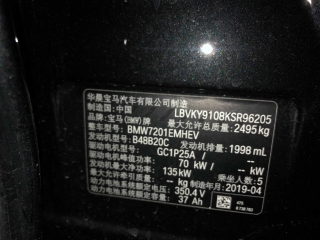 华晨宝马汽车有限公司制造
制造国:中国 LBVKY9108KSR96205
品牌:宝马(BMW)牌 最大允许总质量:2495kg
整车型号:BMW7201EMHEV
发动机型号:B48B20C 发动机排量:1998 mL
驱动电机型号:GC1P25A /
驱动电机峰值功率:70 kW / -- kW
发动机最大净功率:135kW 乘坐人数:5
最大允许牵引质量:-- kg 制造年月:2019-04
动力电池系统额定电压:350.4 V
动力电池系统额定容量:37 Ah